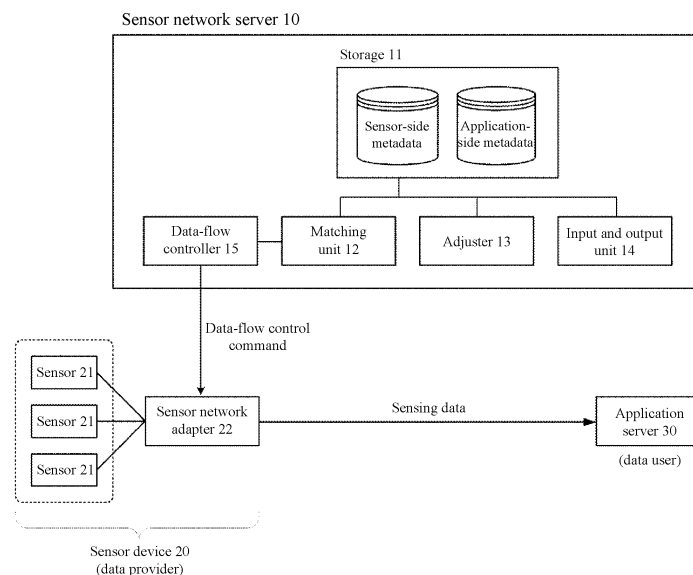 Sensor network server 10
Storage 11
Sensor-side
metadata
Application-
side metadata
Data-flow
controller 15
Matching
unit 12
Adjuster 13
Input and output
unit 14
Data-flow control
command
Sensor 21
Sensor 21
Sensor 21
Sensor network
adapter 22
Sensing data
Application
server 30
(data user)
Sensor device 20
(data provider)